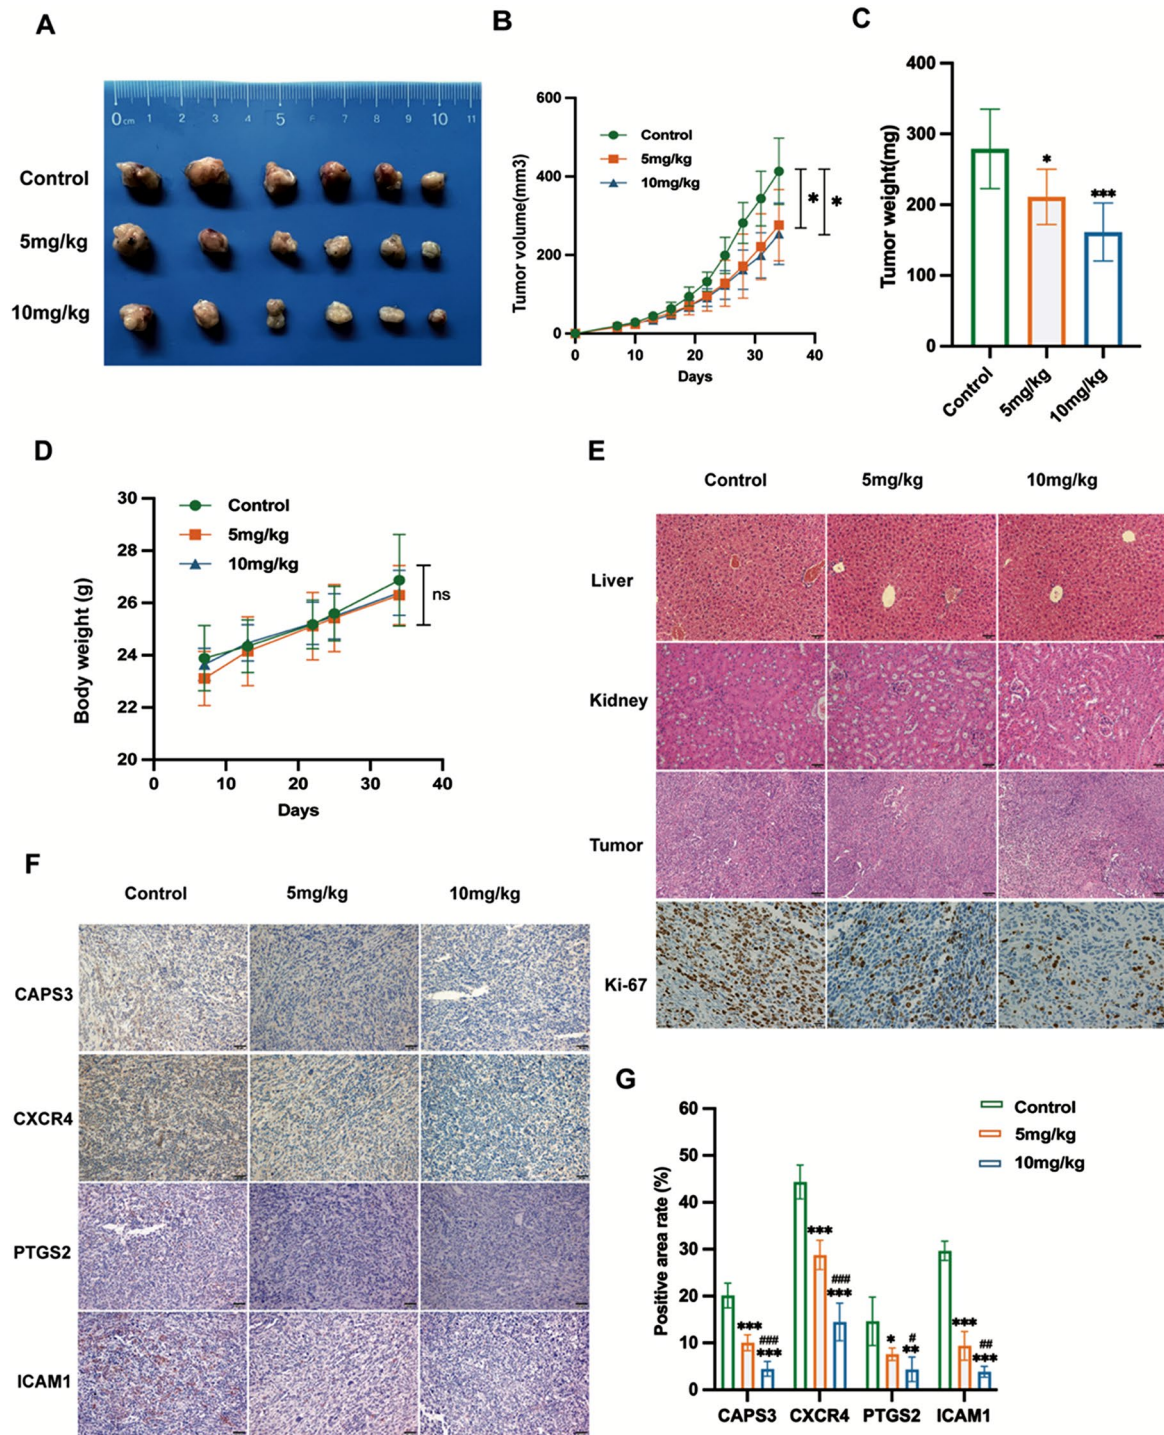 A
0 cm 1 2 3 4 5 6 7 8 9 10 11
Control
5mg/kg
10mg/kg
B
Tumor volume(mm3)
600
400
200
0
0 10 20 30 40
Days
Control
5mg/kg
10mg/kg
*
*
C
Tumor weight(mg)
400
300
200
100
0
*
***
Control
5mg/kg
10mg/kg
D
Body weight (g)
30
28
26
24
22
20
0 10 20 30 40
Days
Control
5mg/kg
10mg/kg
ns
E
Control 5mg/kg 10mg/kg
Liver
Kidney
Tumor
Ki-67
F
Control 5mg/kg 10mg/kg
CAPS3
CXCR4
PTGS2
ICAM1
G
Positive area rate (%)
60
50
40
30
20
10
0
Control
5mg/kg
10mg/kg
***
###
***
***
###
***
*
#
**
***
##
***
CAPS3 CXCR4 PTGS2 ICAM1